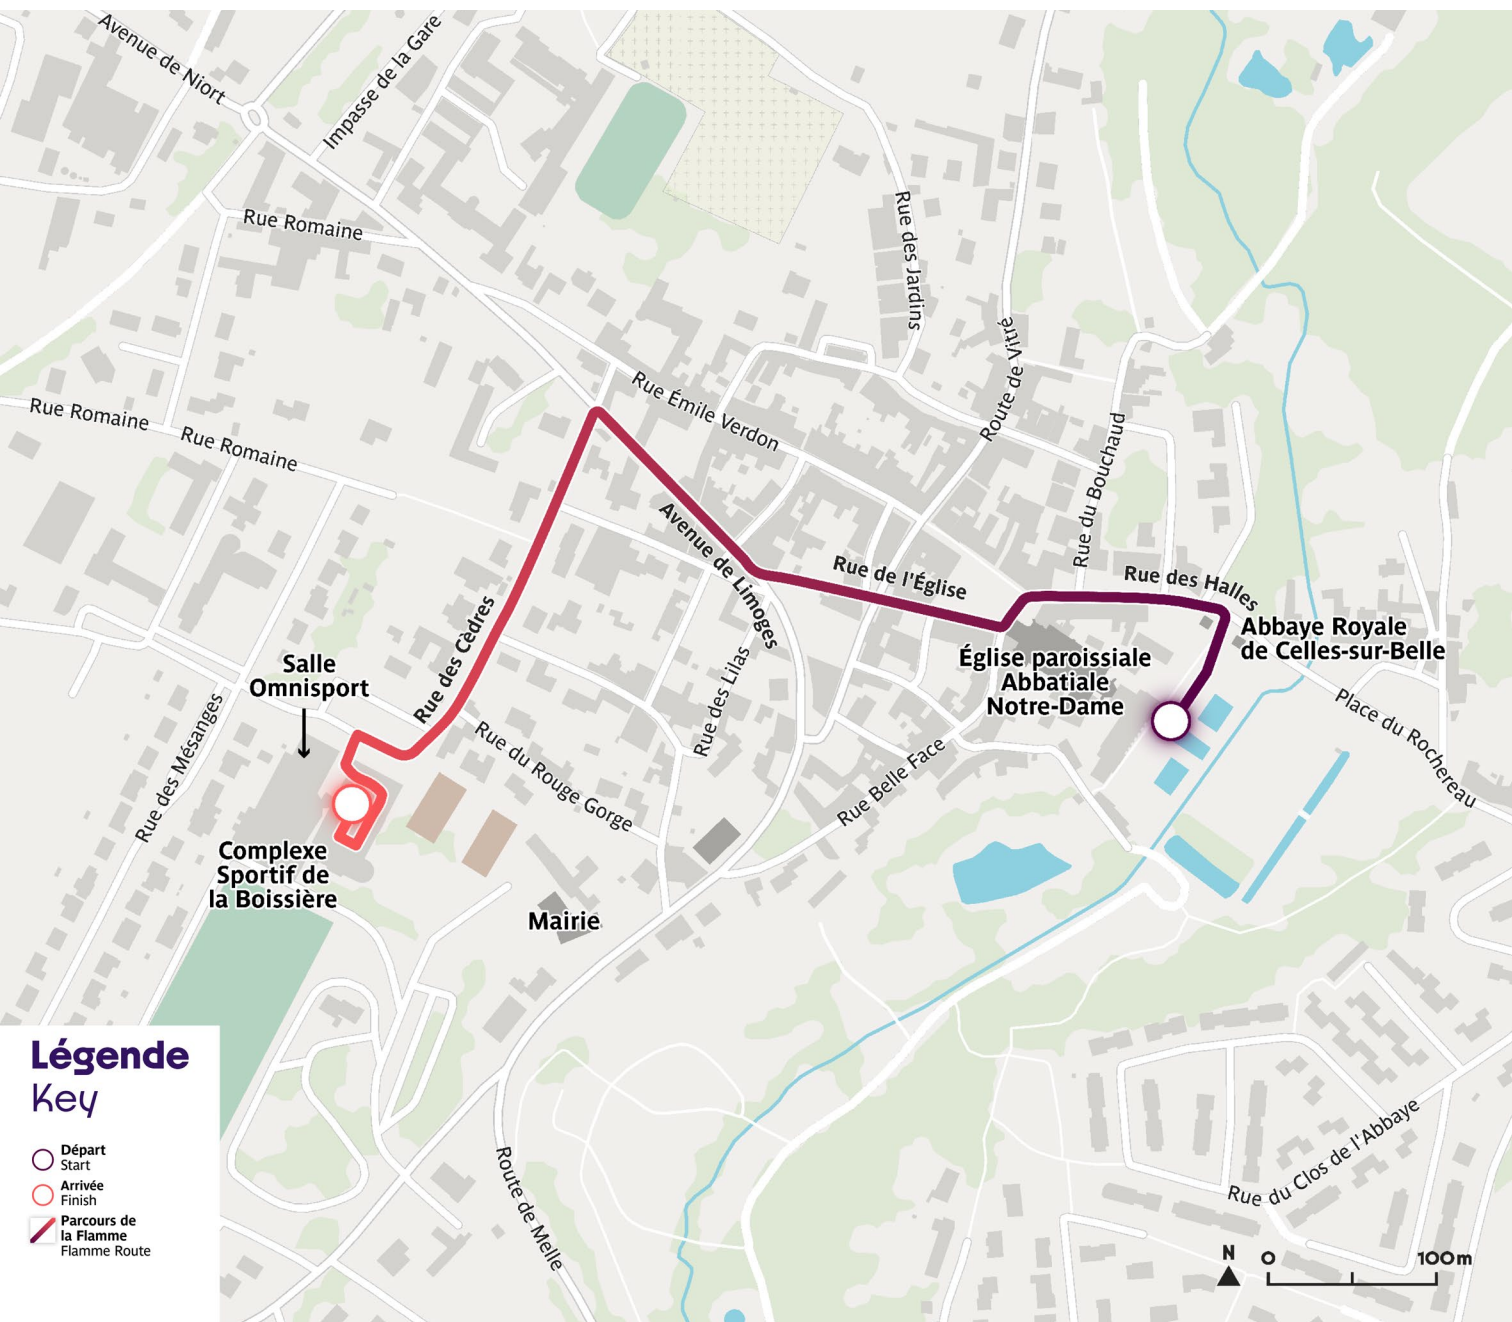 Avenue de Niort
Impasse de la Gare
Rue Romaine
Rue des Jardins
Route de Vitré
Rue Émile Verdon
Rue Romaine
Rue Romaine
Rue du Bouchaud
Avenue de Limoges
Rue de l'Église
Rue des Halles
Abbaye Royale
de Celles-sur-Belle
Rue des Cèdres
Salle
Omnisport
Église paroissiale
Abbatiale
Notre-Dame
Rue des Lilas
Rue des Mésanges
Rue du Rouge Gorge
Rue Belle Face
Place du Rochereau
Complexe
Sportif de
la Boissière
Mairie
Route de Melle
Rue du Clos de l'Abbaye
Légende
Key
Départ
Start
Arrivée
Finish
Parcours de
la Flamme
Flamme Route
N
0
100m